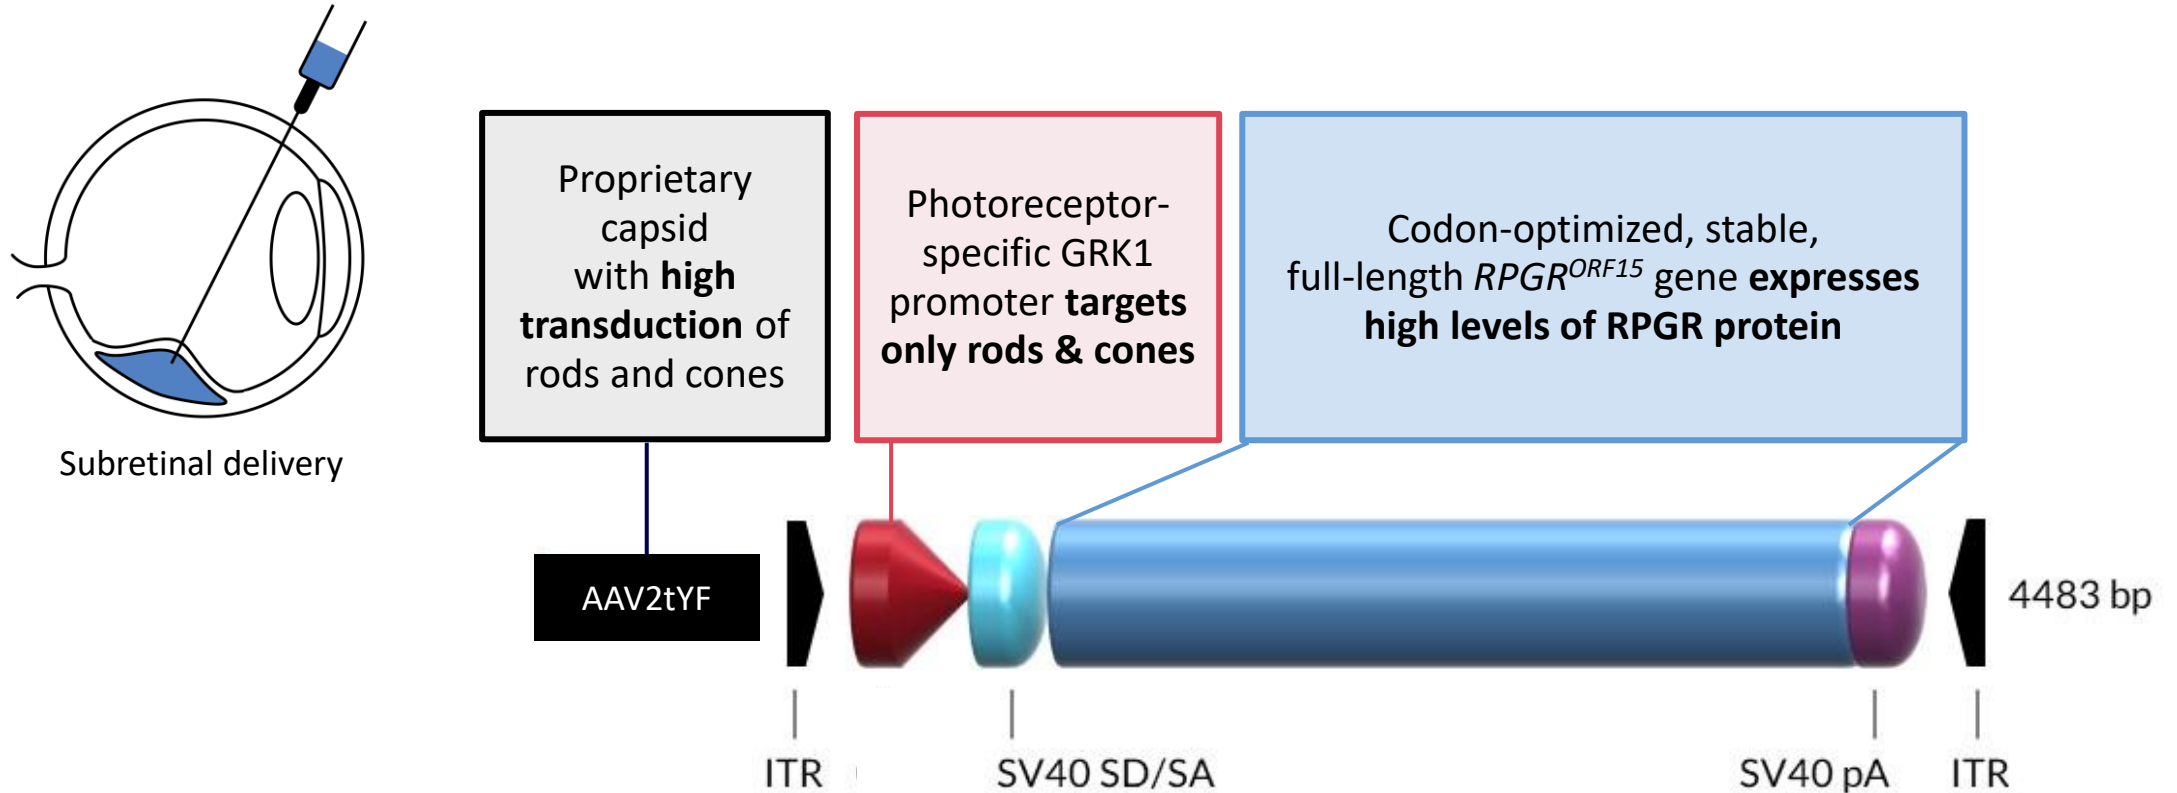 Subretinal delivery
Proprietary
capsid
with high
transduction of
rods and cones
Photoreceptor-
specific GRK1
promoter targets
only rods & cones
Codon-optimized, stable,
full-length RPGR^ORF15 gene expresses
high levels of RPGR protein
AAV2tYF
4483 bp
ITR
SV40 SD/SA
SV40 pA
ITR